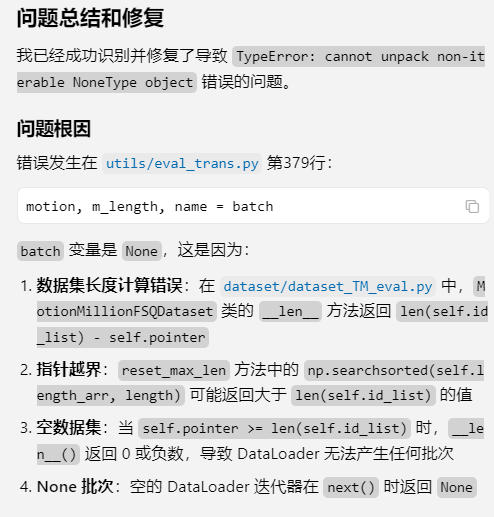 问题总结和修复
我已经成功识别并修复了导致 TypeError: cannot unpack non-it
erable NoneType object 错误的问题。
问题根因
错误发生在 utils/eval_trans.py 第379行：
motion, m_length, name = batch
batch 变量是 None，这是因为：
1. 数据集长度计算错误：在 dataset/dataset_TM_eval.py 中，M
otionMillionFSQDataset 类的 __len__ 方法返回 len(self.id
_list) - self.pointer
2. 指针越界：reset_max_len 方法中的 np.searchsorted(self.l
ength_arr, length) 可能返回大于 len(self.id_list) 的值
3. 空数据集：当 self.pointer >= len(self.id_list) 时，__le
n__() 返回 0 或负数，导致 DataLoader 无法产生任何批次
4. None 批次：空的 DataLoader 迭代器在 next() 时返回 None